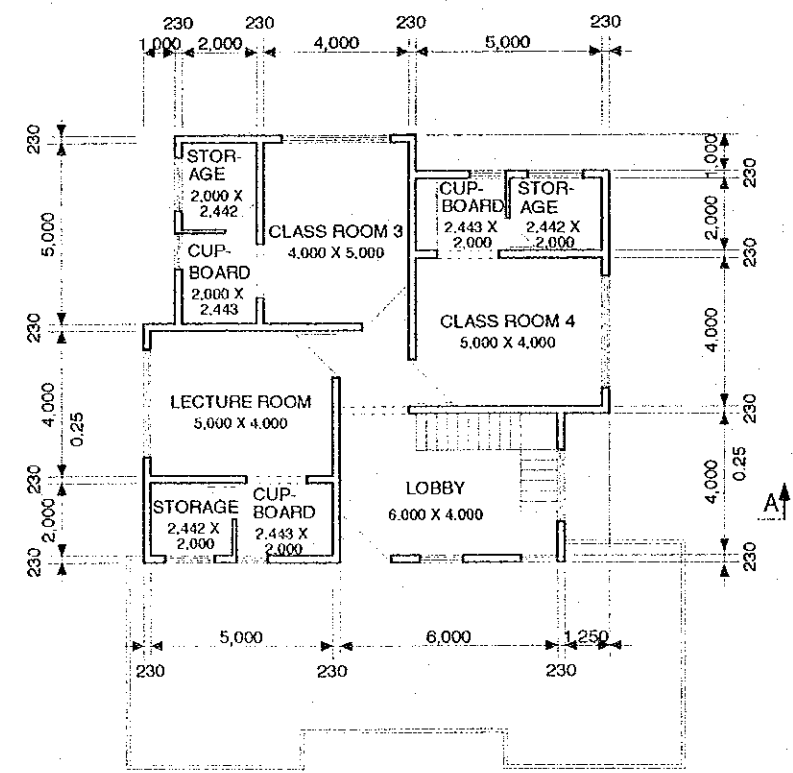 230 230 230 230
1,000 2,000 4,000 5,000
230
5,000
230
4,000
0.25
230
2,000
230
STOR-
AGE
2,000 X
2,442
CUP-
BOARD
2,000 X
2,443
CLASS ROOM 3
4,000 X 5,000
CUP-
BOARD
2,443 X
2,000
STOR-
AGE
2,442 X
2,000
CLASS ROOM 4
5,000 X 4,000
LECTURE ROOM
5,000 X 4,000
STORAGE
2,442 X
2,000
CUP-
BOARD
2,443 X
2,000
LOBBY
6,000 X 4,000
1,000
230
2,000
230
4,000
230
0.25
4,000
230
A
5,000 6,000 1,250
230 230 230